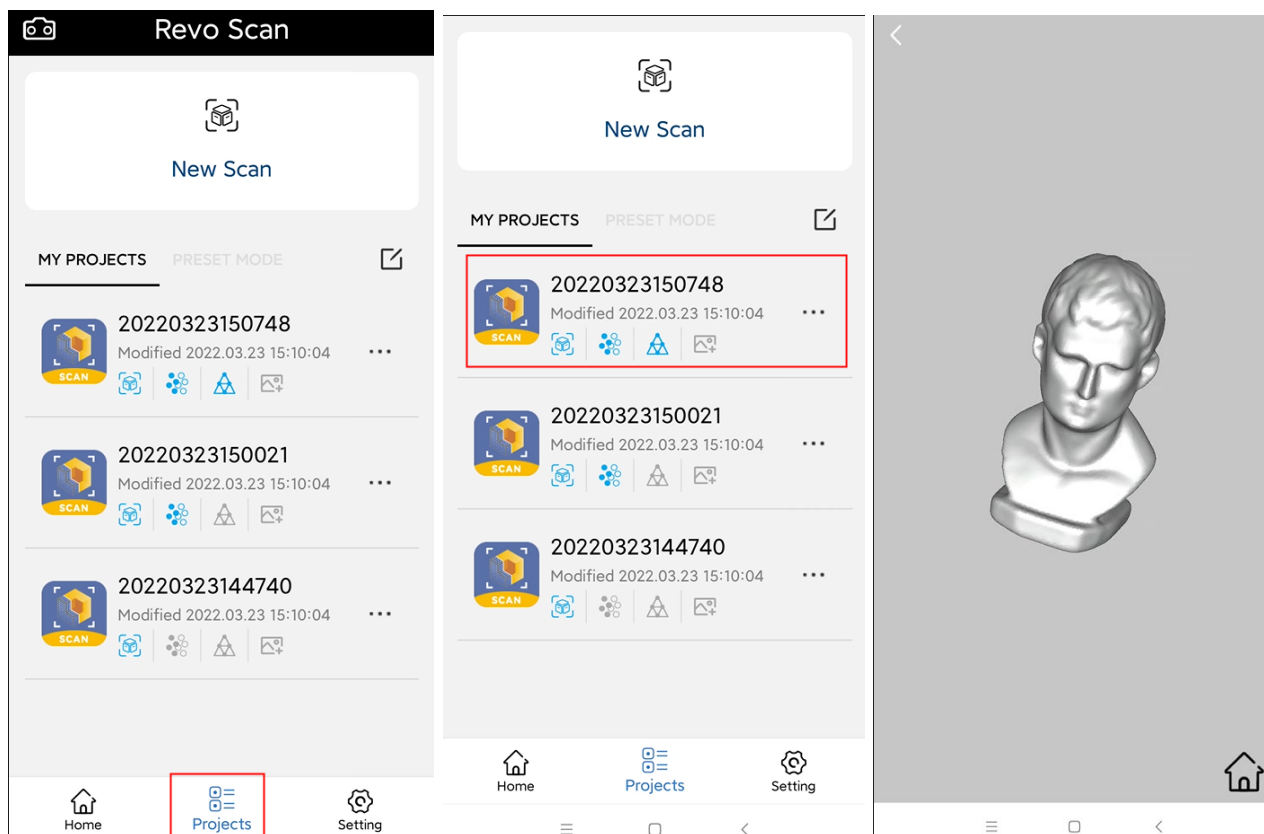 Revo Scan
New Scan
MY PROJECTS PRESET MODE
20220323150748
Modified 2022.03.23 15:10:04
SCAN
20220323150021
Modified 2022.03.23 15:10:04
SCAN
20220323144740
Modified 2022.03.23 15:10:04
SCAN
Home Projects Setting
New Scan
MY PROJECTS PRESET MODE
20220323150748
Modified 2022.03.23 15:10:04
SCAN
20220323150021
Modified 2022.03.23 15:10:04
SCAN
20220323144740
Modified 2022.03.23 15:10:04
SCAN
Home Projects Setting